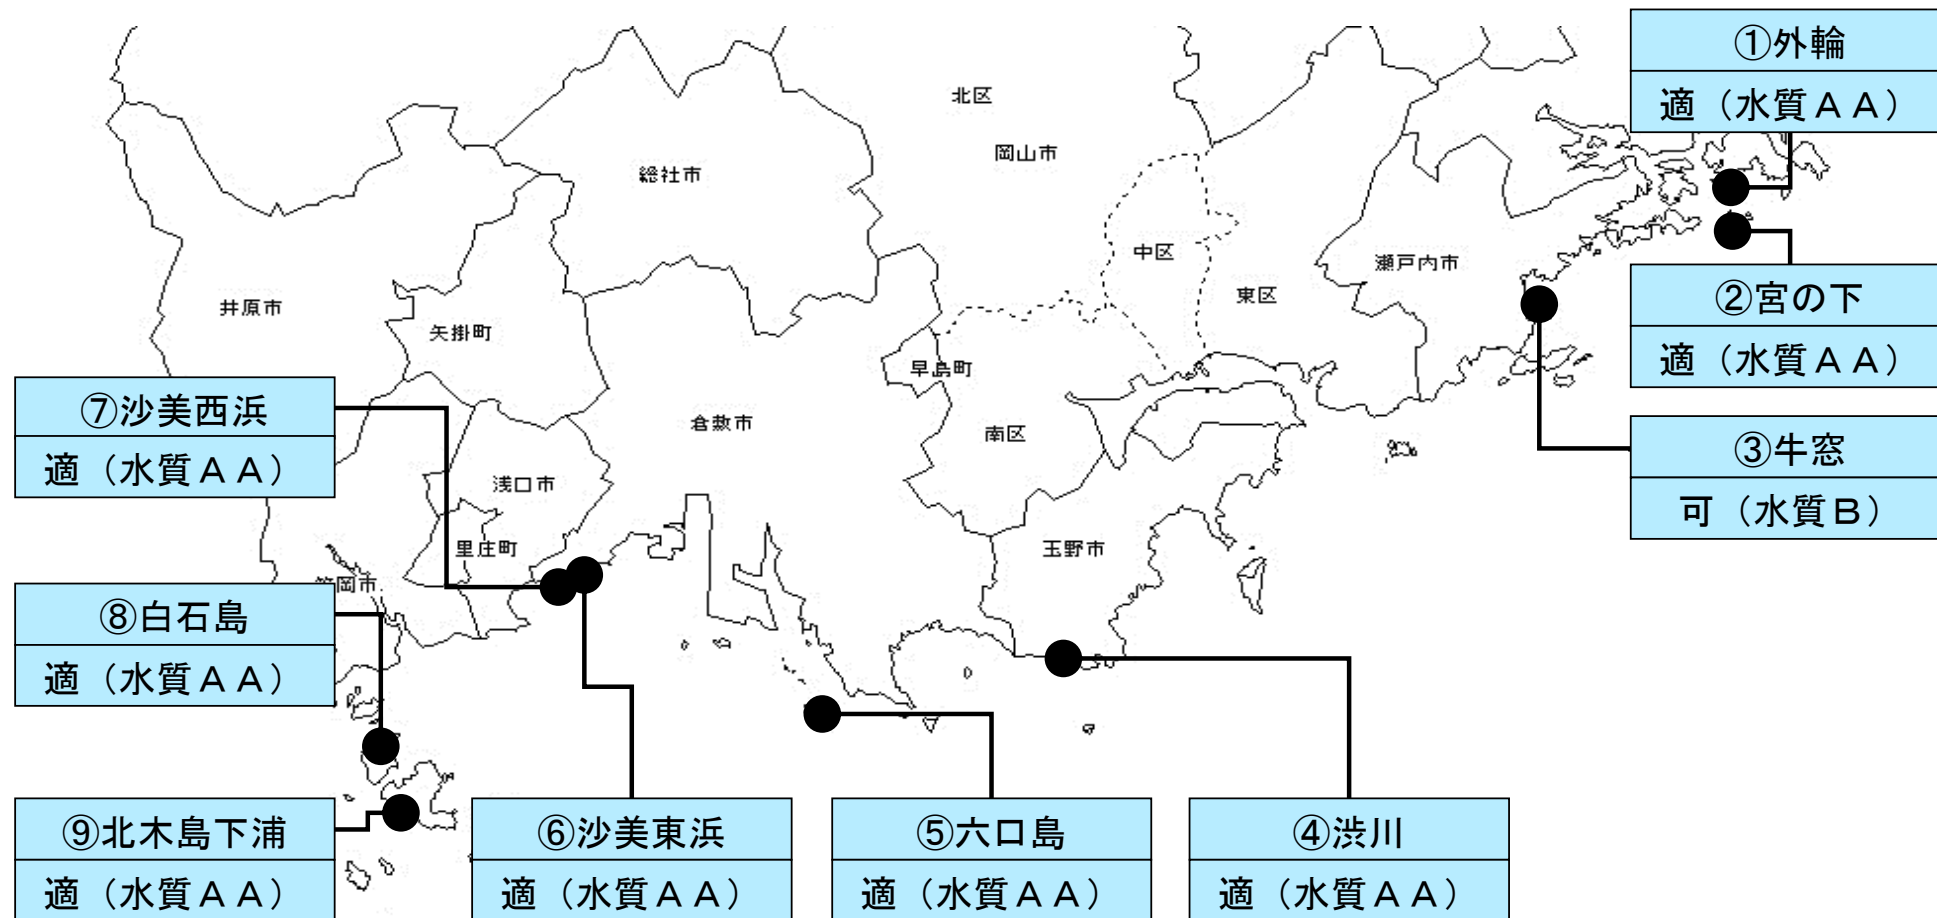 ①外輪
適（水質ＡＡ）
北区
岡山市
総社市
中区
瀬戸内市
東区
②宮の下
適（水質ＡＡ）
井原市
矢掛町
早島町
⑦沙美西浜
適（水質ＡＡ）
倉敷市
南区
③牛窓
可（水質Ｂ）
浅口市
里庄町
玉野市
笠岡市
⑧白石島
適（水質ＡＡ）
⑨北木島下浦
適（水質ＡＡ）
⑥沙美東浜
適（水質ＡＡ）
⑤六口島
適（水質ＡＡ）
④渋川
適（水質ＡＡ）